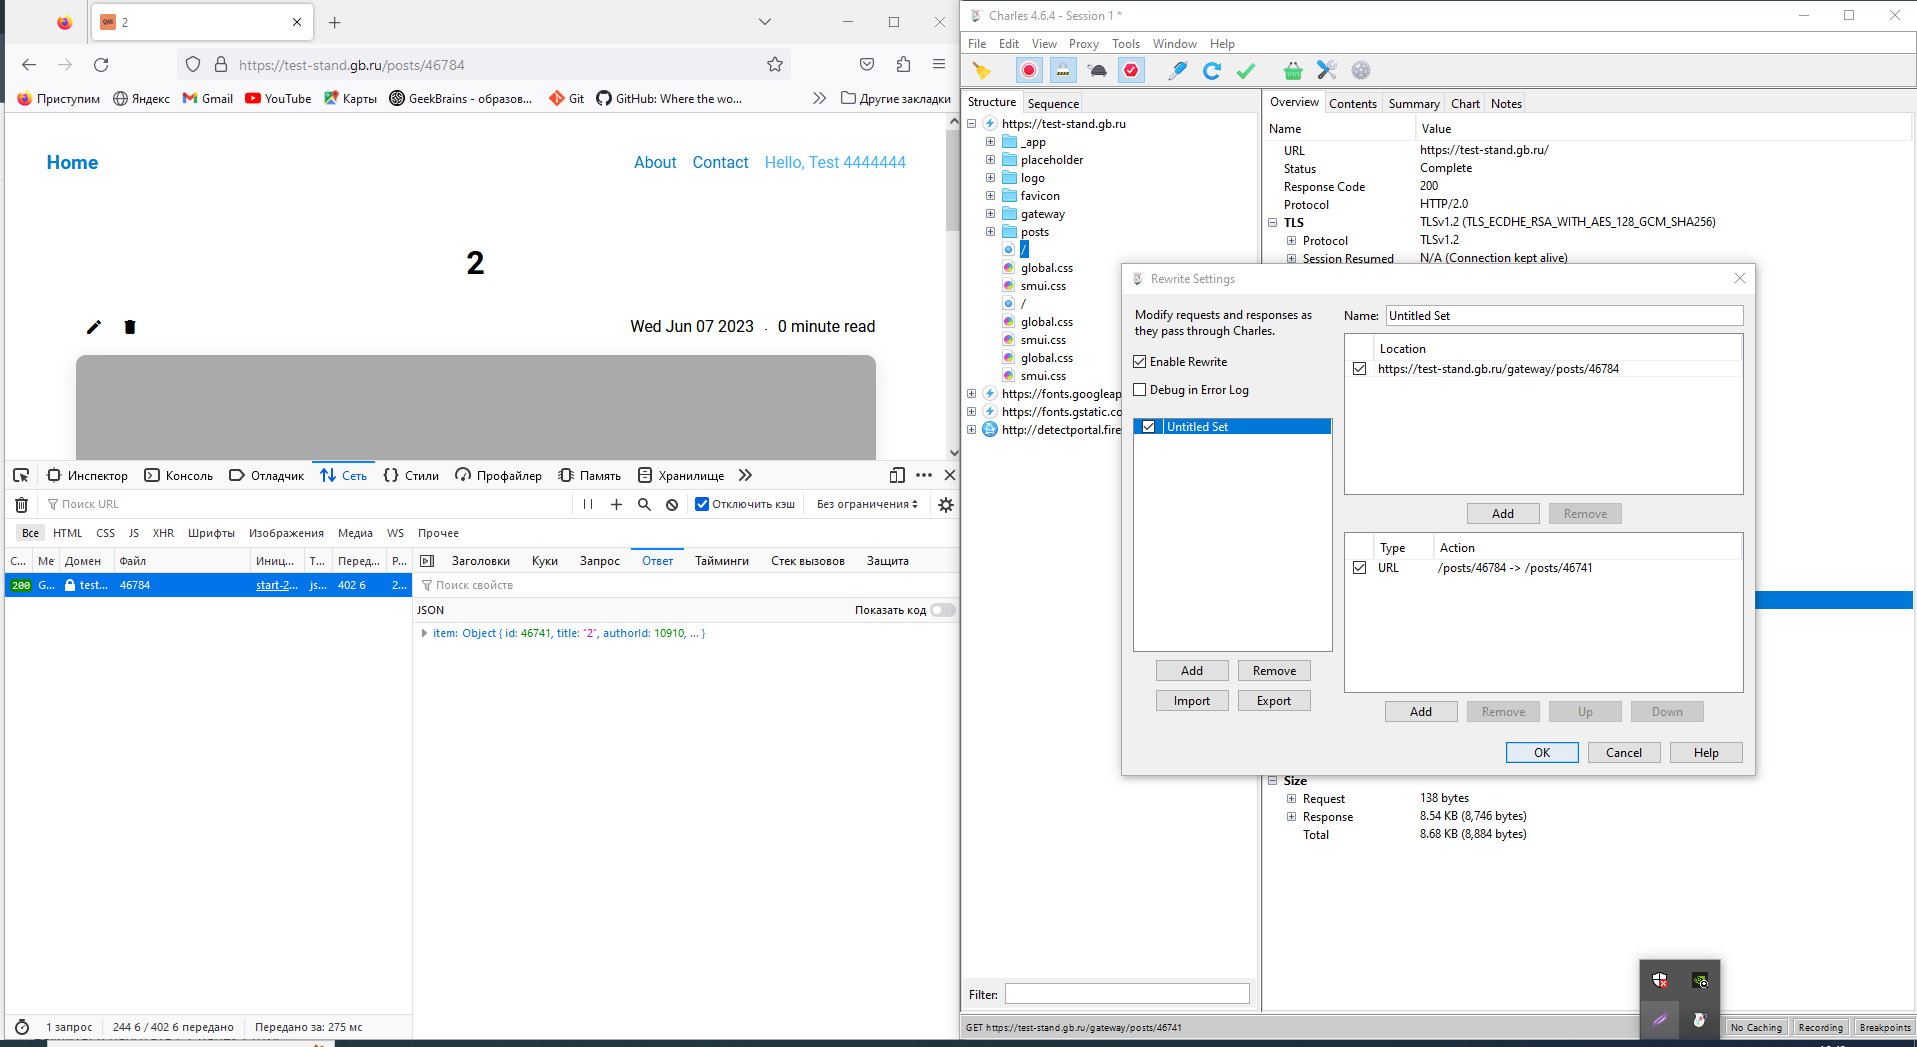 2
https://test-stand.gb.ru/posts/46784
Приступим
Яндекс
Gmail
YouTube
Карты
GeekBrains - образов...
Git
GitHub: Where the wo...
Другие закладки
Home
About
Contact
Hello, Test 4444444
2
Wed Jun 07 2023 . 0 minute read
Инспектор
Консоль
Отладчик
Сеть
Стили
Профайлер
Память
Хранилище
Поиск URL
Отключить кэш
Без ограничения
Все HTML CSS JS XHR Шрифты Изображения Медиа WS Прочее
С... Ме Домен Файл Иниц... Т... Перед... Р...
200 G... test... 46784 start-2... js... 402 б 2...
Заголовки Куки Запрос Ответ Тайминги Стек вызовов Защита
Поиск свойств
JSON
Показать код
item: Object { id: 46741, title: "2", authorId: 10910, ... }
1 запрос
244 б / 402 б передано
Передано за: 275 мс
Charles 4.6.4 - Session 1 *
File Edit View Proxy Tools Window Help
Structure Sequence
https://test-stand.gb.ru
_app
placeholder
logo
favicon
gateway
posts
/
global.css
smui.css
/
global.css
smui.css
global.css
smui.css
https://fonts.googleap
https://fonts.gstatic.co
http://detectportal.fire
Filter:
Overview Contents Summary Chart Notes
Name Value
URL https://test-stand.gb.ru/
Status Complete
Response Code 200
Protocol HTTP/2.0
TLS TLSv1.2 (TLS_ECDHE_RSA_WITH_AES_128_GCM_SHA256)
Protocol TLSv1.2
Session Resumed N/A (Connection kept alive)
Rewrite Settings
Modify requests and responses as
they pass through Charles.
Enable Rewrite
Debug in Error Log
Untitled Set
Add Remove
Import Export
Name: Untitled Set
Location
https://test-stand.gb.ru/gateway/posts/46784
Add Remove
Type Action
URL /posts/46784 -> /posts/46741
Add Remove Up Down
OK Cancel Help
Size
Request 138 bytes
Response 8.54 KB (8,746 bytes)
Total 8.68 KB (8,884 bytes)
GET https://test-stand.gb.ru/gateway/posts/46741
No Caching Recording Breakpoints